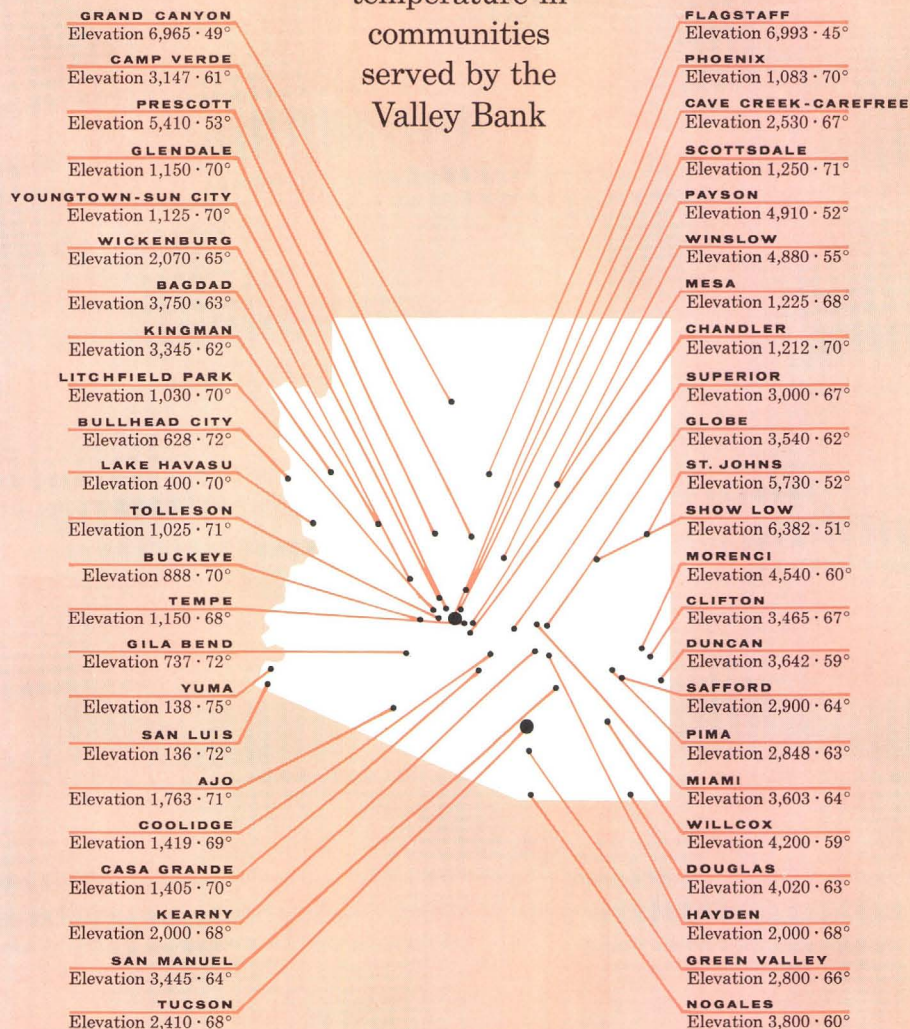 temperature in
communities
served by the
Valley Bank
GRAND CANYON
Elevation 6,965 · 49°
CAMP VERDE
Elevation 3,147 · 61°
PRESCOTT
Elevation 5,410 · 53°
GLENDALE
Elevation 1,150 · 70°
YOUNGTOWN-SUN CITY
Elevation 1,125 · 70°
WICKENBURG
Elevation 2,070 · 65°
BAGDAD
Elevation 3,750 · 63°
KINGMAN
Elevation 3,345 · 62°
LITCHFIELD PARK
Elevation 1,030 · 70°
BULLHEAD CITY
Elevation 628 · 72°
LAKE HAVASU
Elevation 400 · 70°
TOLLESON
Elevation 1,025 · 71°
BUCKEYE
Elevation 888 · 70°
TEMPE
Elevation 1,150 · 68°
GILA BEND
Elevation 737 · 72°
YUMA
Elevation 138 · 75°
SAN LUIS
Elevation 136 · 72°
AJO
Elevation 1,763 · 71°
COOLIDGE
Elevation 1,419 · 69°
CASA GRANDE
Elevation 1,405 · 70°
KEARNY
Elevation 2,000 · 68°
SAN MANUEL
Elevation 3,445 · 64°
TUCSON
Elevation 2,410 · 68°
FLAGSTAFF
Elevation 6,993 · 45°
PHOENIX
Elevation 1,083 · 70°
CAVE CREEK-CAREFREE
Elevation 2,530 · 67°
SCOTTSDALE
Elevation 1,250 · 71°
PAYSON
Elevation 4,910 · 52°
WINSLOW
Elevation 4,880 · 55°
MESA
Elevation 1,225 · 68°
CHANDLER
Elevation 1,212 · 70°
SUPERIOR
Elevation 3,000 · 67°
GLOBE
Elevation 3,540 · 62°
ST. JOHNS
Elevation 5,730 · 52°
SHOW LOW
Elevation 6,382 · 51°
MORENCI
Elevation 4,540 · 60°
CLIFTON
Elevation 3,465 · 67°
DUNCAN
Elevation 3,642 · 59°
SAFFORD
Elevation 2,900 · 64°
PIMA
Elevation 2,848 · 63°
MIAMI
Elevation 3,603 · 64°
WILLCOX
Elevation 4,200 · 59°
DOUGLAS
Elevation 4,020 · 63°
HAYDEN
Elevation 2,000 · 68°
GREEN VALLEY
Elevation 2,800 · 66°
NOGALES
Elevation 3,800 · 60°